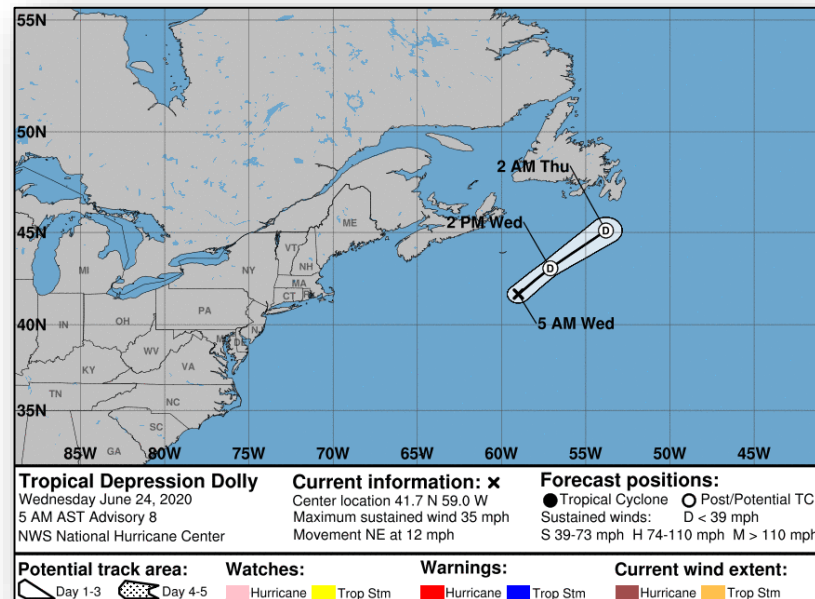 55N
50N
2 AM Thu
ME
2 PM Wed
45N
D
VT
MI
NY
NH
D
MA
CT
RI
PA
5 AM Wed
40N
IN
OH
NJ
MD
DE
WV
KY
VA
TN
NC
35N
SC
GA
85W 80W 75W 70W 65W 60W 55W 50W 45W
33N
Tropical Depression Dolly
Wednesday June 24, 2020
5 AM AST Advisory 8
NWS National Hurricane Center
Current information: x
Center location 41.7 N 59.0 W
Maximum sustained wind 35 mph
Movement NE at 12 mph
Forecast positions:
Tropical Cyclone Post/Potential TC
Sustained winds: D < 39 mph
S 39-73 mph H 74-110 mph M > 110 mph
Potential track area:
Day 1-3 Day 4-5
Watches:
Hurricane Trop Stm
Warnings:
Hurricane Trop Stm
Current wind extent:
Hurricane Trop Stm